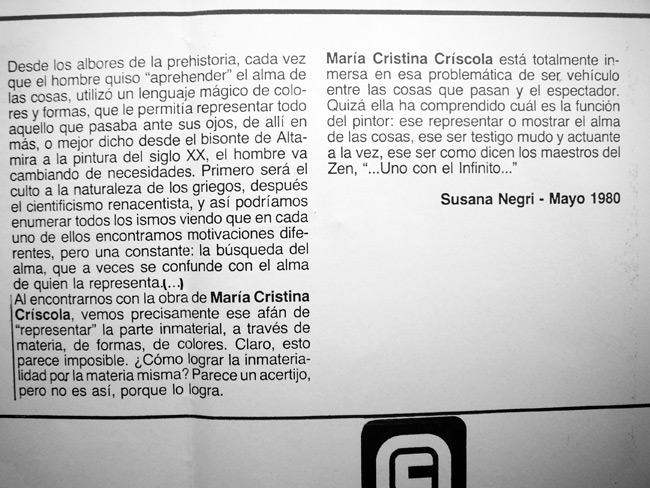 Desde los albores de la prehistoria, cada vez
que el hombre quiso “aprehender” el alma de
las cosas, utilizó un lenguaje mágico de colo-
res y formas, que le permitía representar todo
aquello que pasaba ante sus ojos, de allí en
más, o mejor dicho desde el bisonte de Alta-
mira a la pintura del siglo XX, el hombre va
cambiando de necesidades. Primero será el
culto a la naturaleza de los griegos, después
el cientificismo renacentista, y así podríamos
enumerar todos los ismos viendo que en cada
uno de ellos encontramos motivaciones dife-
rentes, pero una constante: la búsqueda del
alma, que a veces se confunde con el alma
de quien la representa.(...)
Al encontrarnos con la obra de María Cristina
Críscola, vemos precisamente ese afán de
“representar” la parte inmaterial, a través de
materia, de formas, de colores. Claro, esto
parece imposible. ¿Cómo lograr la inmateria-
lidad por la materia misma? Parece un acertijo,
pero no es así, porque lo logra.
María Cristina Críscola está totalmente in-
mersa en esa problemática de ser vehículo
entre las cosas que pasan y el espectador.
Quizá ella ha comprendido cuál es la función
del pintor: ese representar o mostrar el alma
de las cosas, ese ser testigo mudo y actuante
a la vez, ese ser como dicen los maestros del
Zen, “...Uno con el Infinito...”
Susana Negri - Mayo 1980